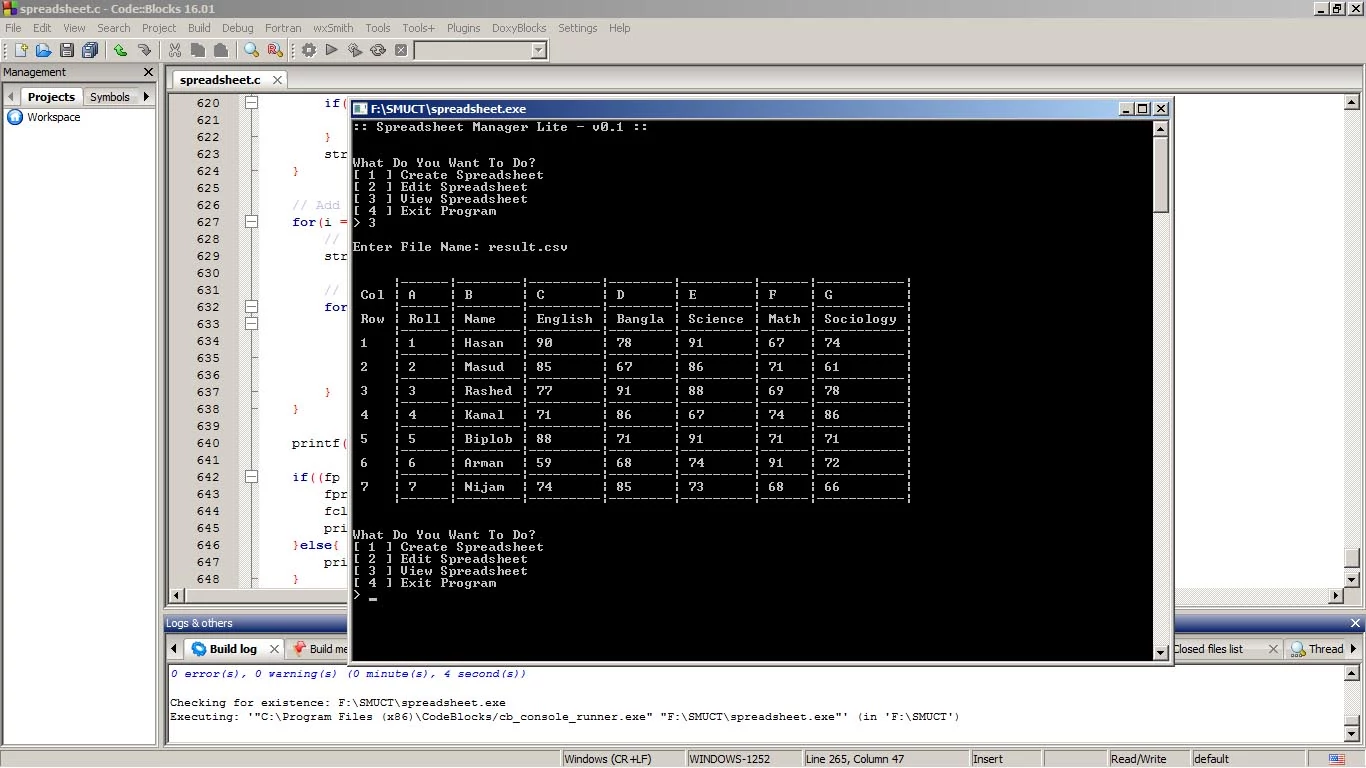 spreadsheet.c - Code::Blocks 16.01
File Edit View Search Project Build Debug Fortran wxSmith Tools Tools+ Plugins DoxyBlocks Settings Help
Management
Projects Symbols
Workspace
spreadsheet.c
620 if(
621
622 }
623 str
624 }
625
626 // Add
627 for(i =
628 //
629 str
630
631 //
632 for
633
634
635
636
637 }
638 }
639
640 printf(
641
642 if((fp
643 fpr
644 fcl
645 pri
646 }else{
647 pri
648 }
F:\SMUCT\spreadsheet.exe
:: Spreadsheet Manager Lite - v0.1 ::
What Do You Want To Do?
[ 1 ] Create Spreadsheet
[ 2 ] Edit Spreadsheet
[ 3 ] View Spreadsheet
[ 4 ] Exit Program
> 3
Enter File Name: result.csv
Col A B C D E F G
Row Roll Name English Bangla Science Math Sociology
1 1 Hasan 90 78 91 67 74
2 2 Masud 85 67 86 71 61
3 3 Rashed 77 91 88 69 78
4 4 Kamal 71 86 67 74 86
5 5 Biplob 88 71 91 71 71
6 6 Arman 59 68 74 91 72
7 7 Nijam 74 85 73 68 66
What Do You Want To Do?
[ 1 ] Create Spreadsheet
[ 2 ] Edit Spreadsheet
[ 3 ] View Spreadsheet
[ 4 ] Exit Program
> _
Logs & others
Build log Build me Closed files list Thread
0 error(s), 0 warning(s) (0 minute(s), 4 second(s))
Checking for existence: F:\SMUCT\spreadsheet.exe
Executing: '"C:\Program Files (x86)\CodeBlocks/cb_console_runner.exe" "F:\SMUCT\spreadsheet.exe"' (in 'F:\SMUCT')
Windows (CR+LF) WINDOWS-1252 Line 265, Column 47 Insert Read/Write default